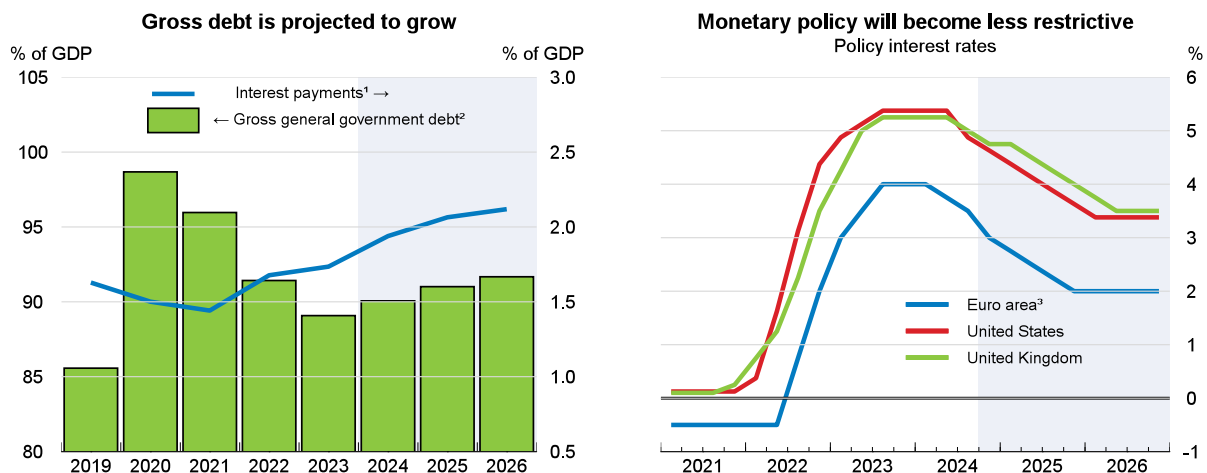 Gross debt is projected to grow
% of GDP
% of GDP
105
3.0
Interest payments¹ →
← Gross general government debt²
100
2.5
95
2.0
90
1.5
85
1.0
80
0.5
2019 2020 2021 2022 2023 2024 2025 2026
Monetary policy will become less restrictive
Policy interest rates
%
6
5
4
3
2
1
0
-1
Euro area³
United States
United Kingdom
2021 2022 2023 2024 2025 2026